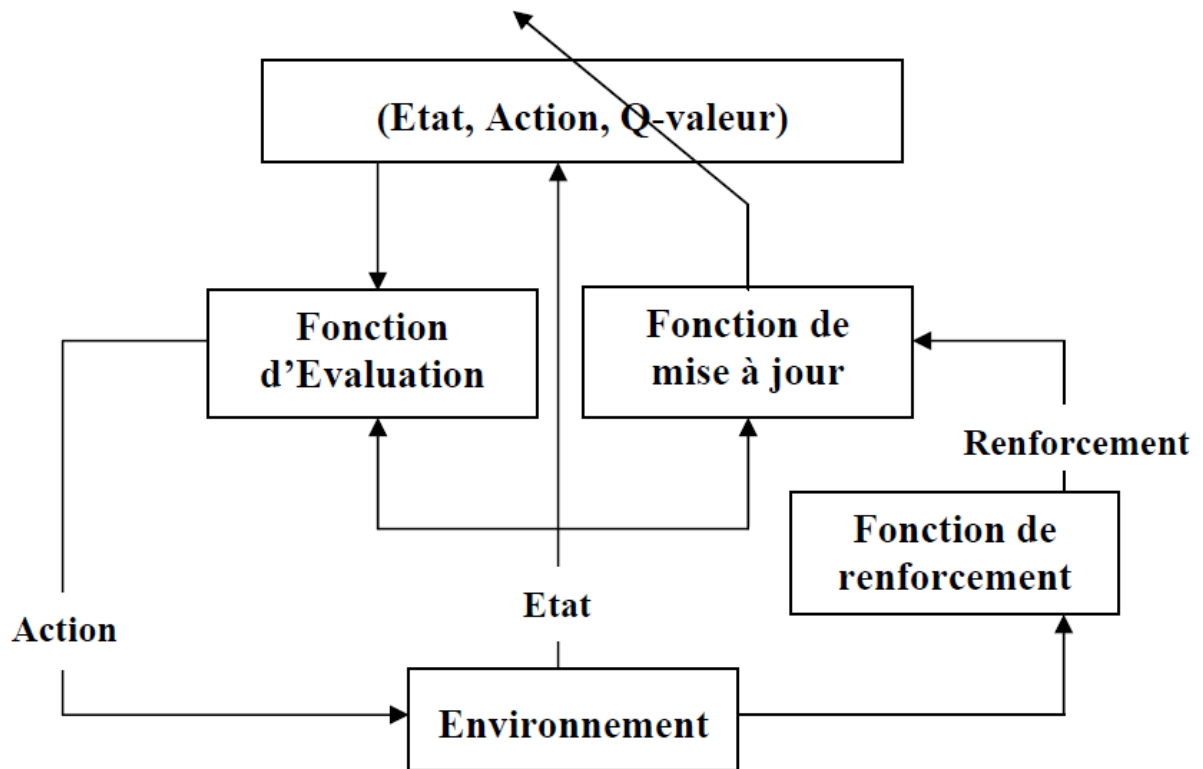 (Etat, Action, Q-valeur)
Fonction
d’Evaluation
Fonction de
mise à jour
Renforcement
Fonction de
renforcement
Etat
Action
Environnement